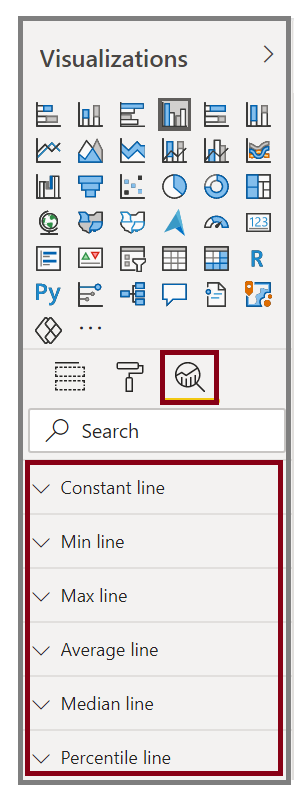 Visualizations
123
R
Py
Search
Constant line
Min line
Max line
Average line
Median line
Percentile line